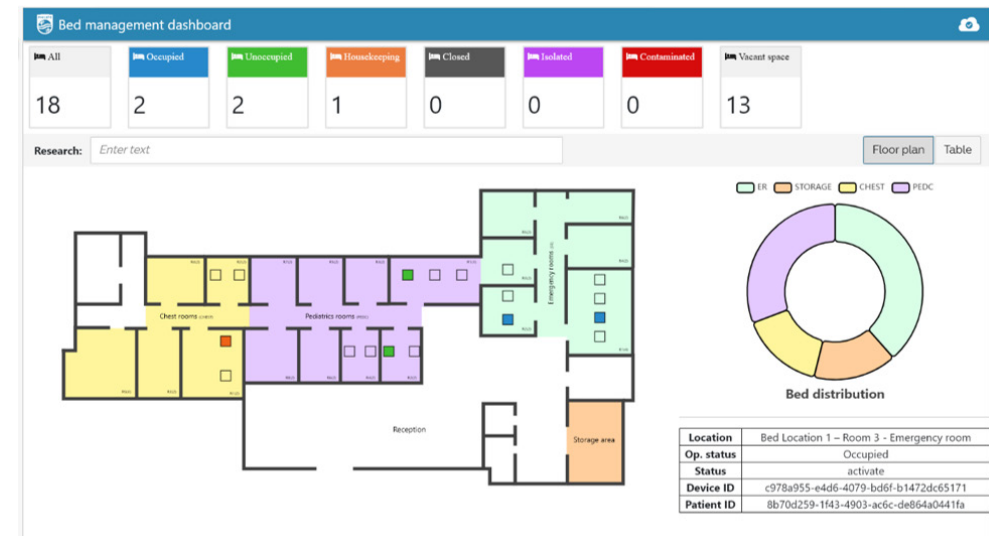 Bed management dashboard
All
Occupied
Unoccupied
Housekeeping
Closed
Isolated
Contaminated
Vacant space
18
2
2
1
0
0
0
13
Research:
Enter text
Floor plan
Table
ER
STORAGE
CHEST
PEDC
Emergency rooms
Chest rooms (CHEST)
Pediatrics rooms (PEDC)
Reception
Storage area
Bed distribution
Location Bed Location 1 – Room 3 - Emergency room
Op. status Occupied
Status activate
Device ID c978a955-e4d6-4079-bd6f-b1472dc65171
Patient ID 8b70d259-1f43-4903-ac6c-de864a0441fa